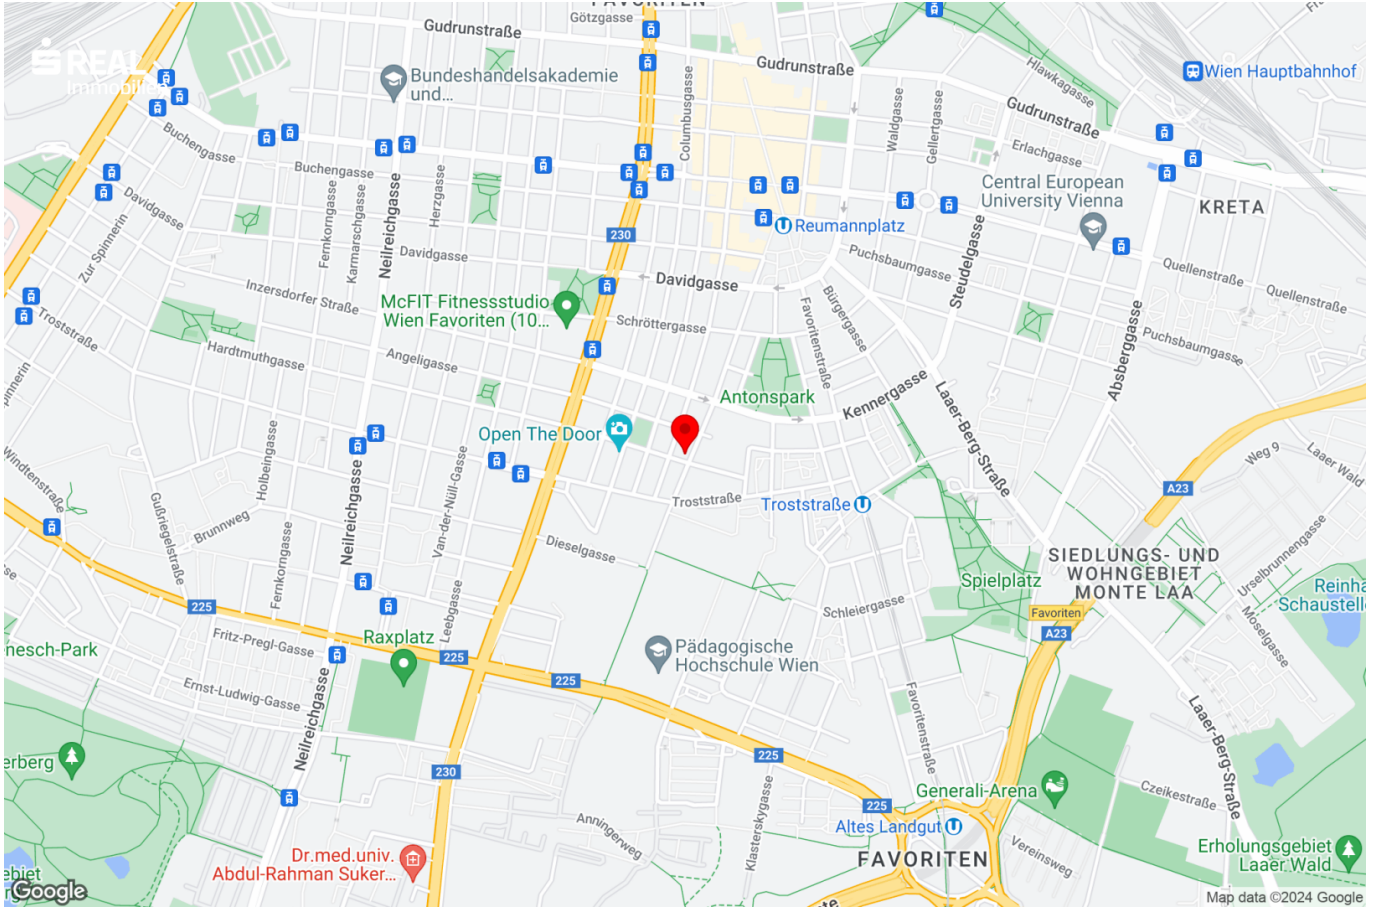 FAVORITEN
Götzgasse
Gudrunstraße
Gudrunstraße
Gudrunstraße
S REAL
Immobilien
Bundeshandelsakademie
und...
Columbusgasse
Waldgasse
Gellertgasse
Hlawkagasse
Wien Hauptbahnhof
Erlachgasse
Buchengasse
Buchengasse
Davidgasse
Zur Spinnerin
Fernkorngasse
Karmarschgasse
Neilreichgasse
Herzgasse
Central European
University Vienna
KRETA
230
Reumannplatz
Davidgasse
Davidgasse
Puchsbaumgasse
Steudelgasse
Quellenstraße
Quellenstraße
Inzersdorfer Straße
McFIT Fitnessstudio
Wien Favoriten (10...
Schröttergasse
Favoritenstraße
Bürgergasse
Absberggasse
Puchsbaumgasse
Troststraße
Hardtmuthgasse
Angeligasse
Antonspark
Kennergasse
Laaer-Berg-Straße
Open The Door
Holbeingasse
Neilreichgasse
Van-der-Nüll-Gasse
Windtenstraße
Gußriegelstraße
Brunnweg
Troststraße
Troststraße
Weg 9
Laaer Wald
A23
Dieselgasse
SIEDLUNGS- UND
WOHNGEBIET
MONTE LAA
Urselbrunnengasse
Spielplatz
Reinha
Schaustell
Fernkorngasse
Leebgasse
225
Schleiergasse
Favoriten
A23
Moselgasse
Fritz-Pregl-Gasse
Raxplatz
225
225
Pädagogische
Hochschule Wien
nesch-Park
Ernst-Ludwig-Gasse
Neilreichgasse
Favoritenstraße
Laaer-Berg-Straße
erberg
230
225
225
Klasterskygasse
Generali-Arena
Czeikestraße
Altes Landgut
Anningerweg
Vereinsweg
FAVORITEN
Erholungsgebiet
Laaer Wald
Dr.med.univ.
Abdul-Rahman Suker...
ebiet
Google
Map data ©2024 Google